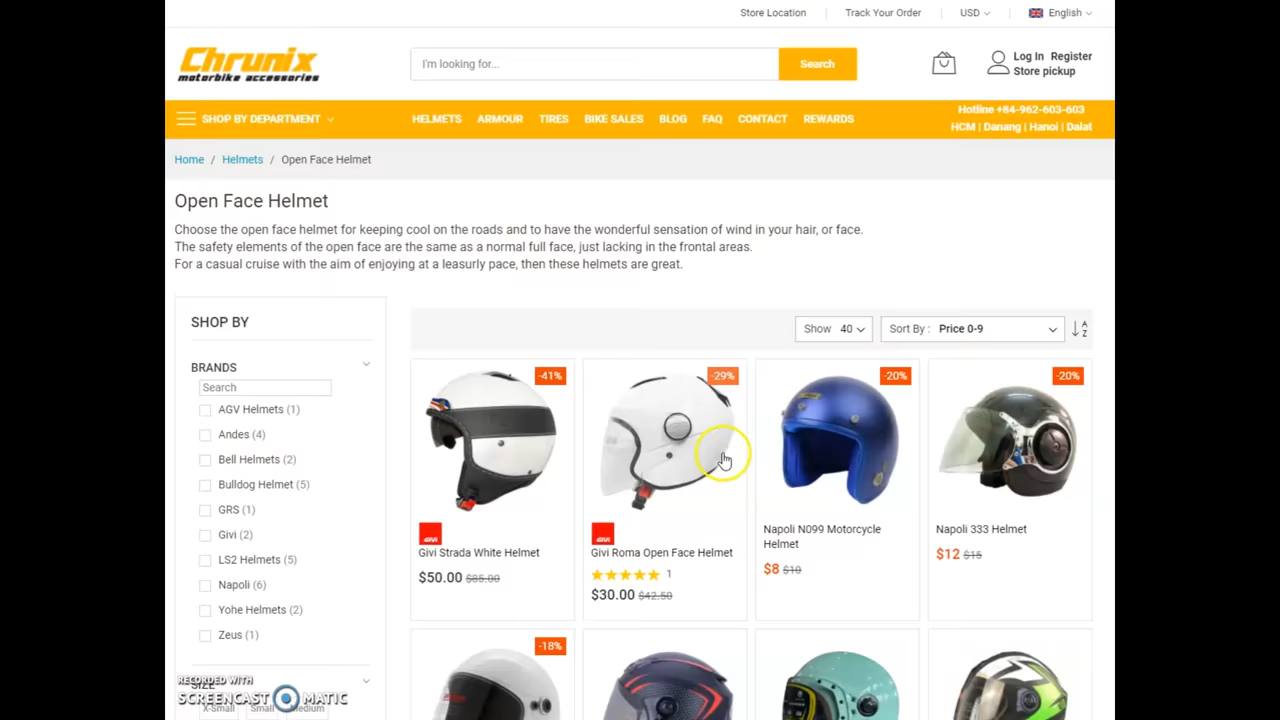 Store Location
Track Your Order
USD
English
Chrunix
motorbike accessories
I'm looking for...
Search
Log In Register
Store pickup
SHOP BY DEPARTMENT
HELMETS
ARMOUR
TIRES
BIKE SALES
BLOG
FAQ
CONTACT
REWARDS
Hotline +84-962-603-603
HCM | Danang | Hanoi | Dalat
Home / Helmets / Open Face Helmet
Open Face Helmet
Choose the open face helmet for keeping cool on the roads and to have the wonderful sensation of wind in your hair, or face.
The safety elements of the open face are the same as a normal full face, just lacking in the frontal areas.
For a casual cruise with the aim of enjoying at a leasurly pace, then these helmets are great.
SHOP BY
BRANDS
Search
AGV Helmets (1)
Andes (4)
Bell Helmets (2)
Bulldog Helmet (5)
GRS (1)
Givi (2)
LS2 Helmets (5)
Napoli (6)
Yohe Helmets (2)
Zeus (1)
SIZE
X-Small Small Medium
RECORDED WITH
SCREENCAST MATIC
Show 40
Sort By : Price 0-9
A
Z
-41%
GIVI
Givi Strada White Helmet
$50.00 $85.00
-29%
GIVI
Givi Roma Open Face Helmet
1
$30.00 $42.50
-20%
Napoli N099 Motorcycle
Helmet
$8 $10
-20%
Napoli 333 Helmet
$12 $15
-18%